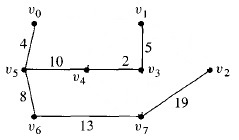 v₀ v₁
4 5 v₂
10 2
v₅ v₄ v₃
8 19
v₆ 13 v₇